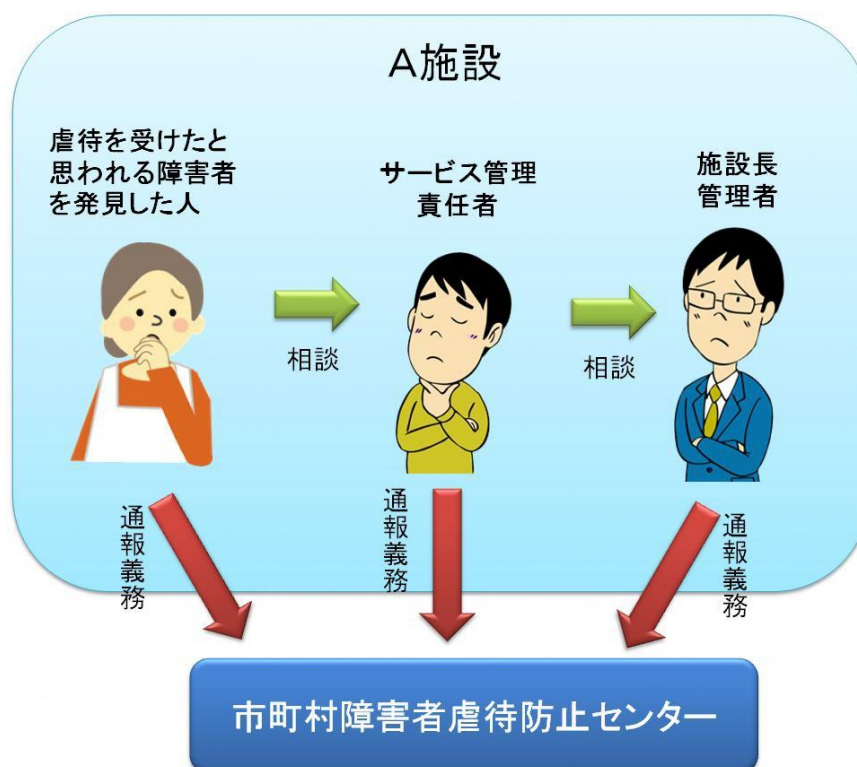 A施設
虐待を受けたと
思われる障害者
を発見した人
サービス管理
責任者
施設長
管理者
相談
相談
通報義務
通報義務
通報義務
市町村障害者虐待防止センター